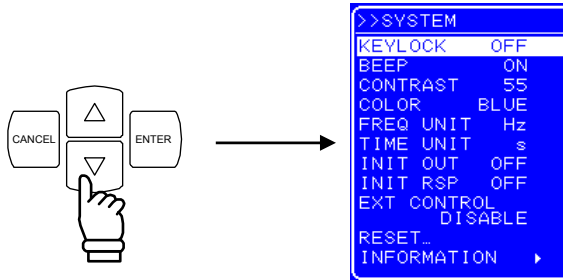 CANCEL
ENTER
>>SYSTEM
KEYLOCK OFF
BEEP ON
CONTRAST 55
COLOR BLUE
FREQ UNIT Hz
TIME UNIT s
INIT OUT OFF
INIT RSP OFF
EXT CONTROL
DISABLE
RESET…
INFORMATION ▸